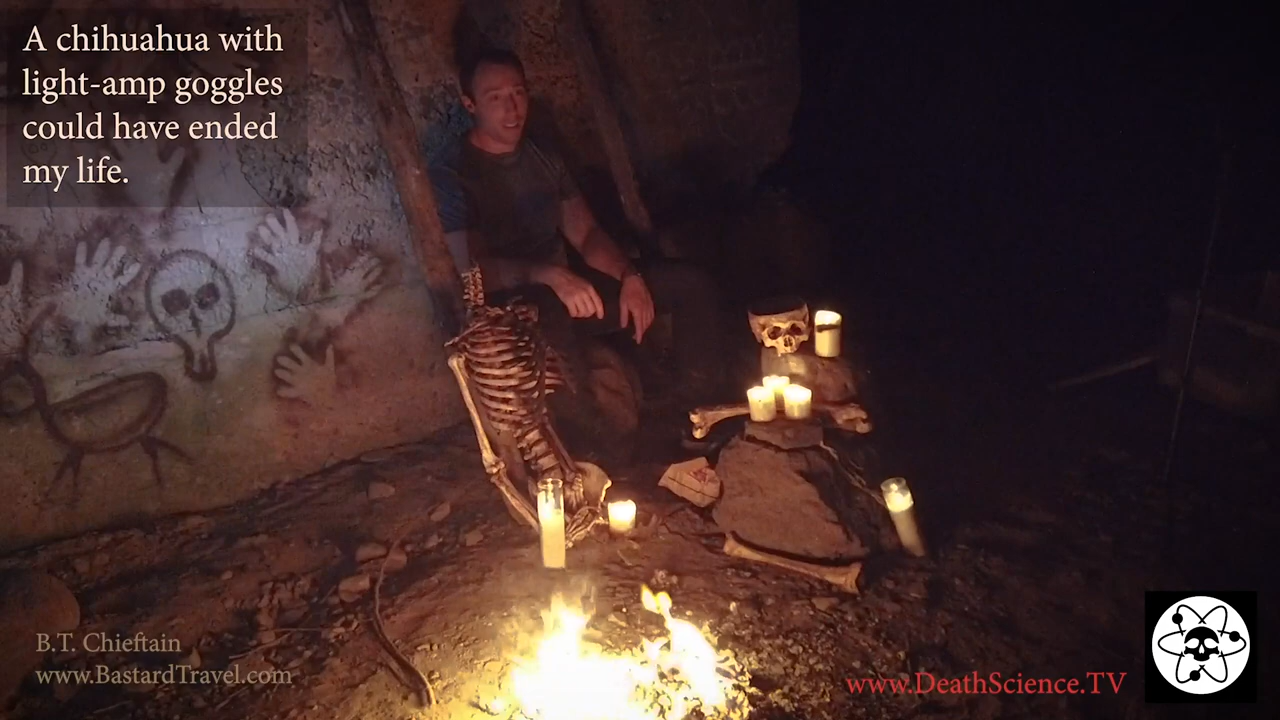 A chihuahua with
light-amp goggles
could have ended
my life.
B.T. Chieftain
www.BastardTravel.com
www.DeathScience.TV